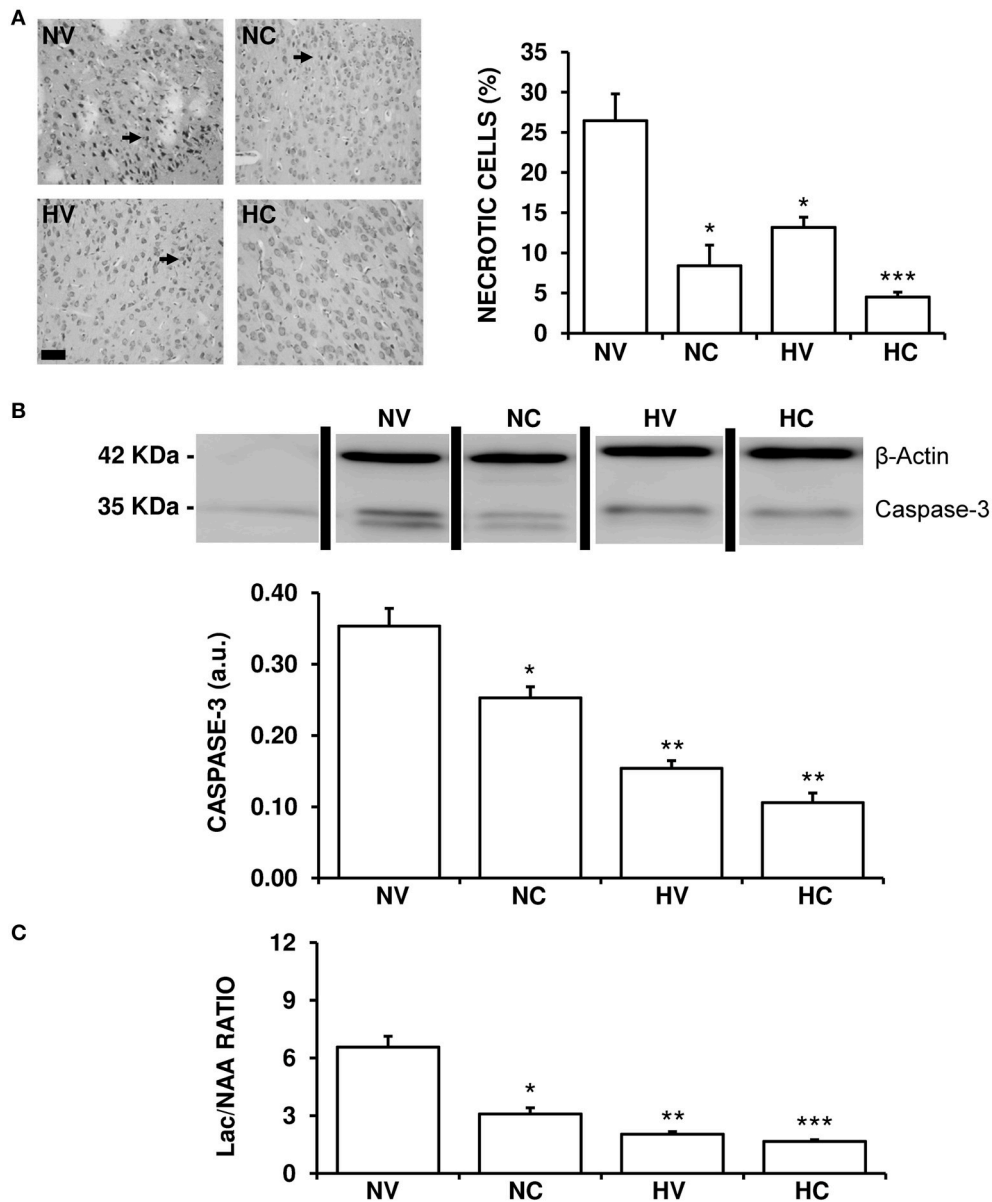 A
NV
NC
HV
HC
NECROTIC CELLS (%)
35
30
25
20
15
10
5
0
*
*
***
NV NC HV HC
B
NV NC HV HC
42 KDa -
β-Actin
35 KDa -
Caspase-3
CASPASE-3 (a.u.)
0.40
0.30
0.20
0.10
0.00
*
**
**
NV NC HV HC
C
Lac/NAA RATIO
12
9
6
3
0
*
**
***
NV NC HV HC